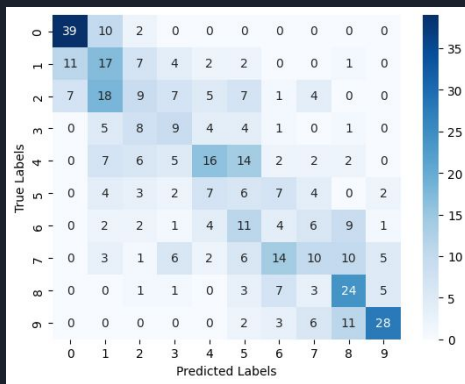 0 39 10 2 0 0 0 0 0 0 0
1 11 17 7 4 2 2 0 0 1 0
2 7 18 9 7 5 7 1 4 0 0
3 0 5 8 9 4 4 1 0 1 0
4 0 7 6 5 16 14 2 2 2 0
5 0 4 3 2 7 6 7 4 0 2
6 0 2 2 1 4 11 4 6 9 1
7 0 3 1 6 2 6 14 10 10 5
8 0 0 1 1 0 3 7 3 24 5
9 0 0 0 0 0 2 3 6 11 28
0 1 2 3 4 5 6 7 8 9
True Labels
Predicted Labels
35
30
25
20
15
10
5
0